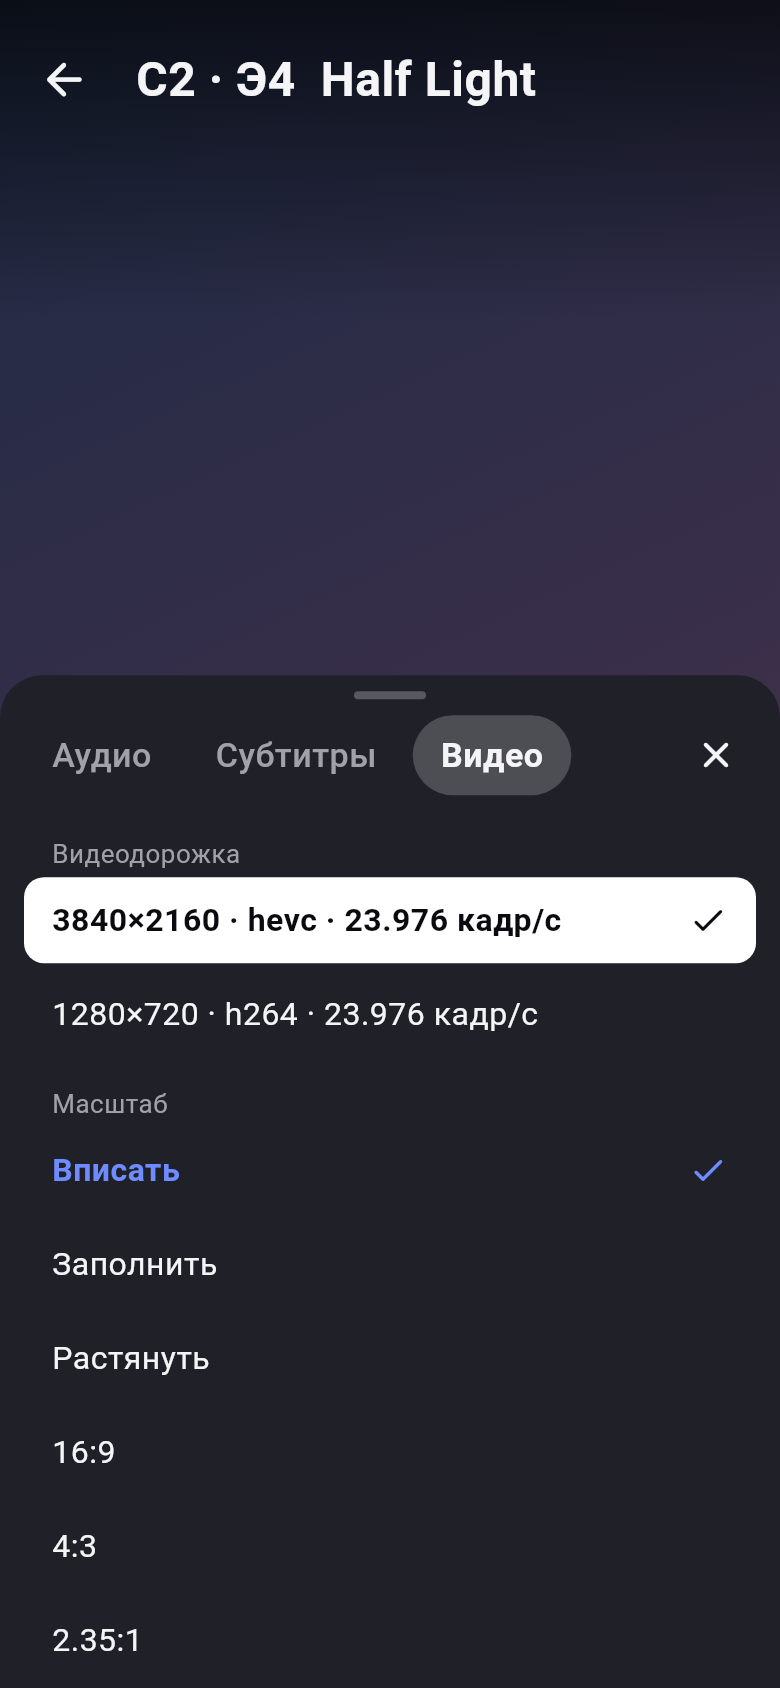 С2 · Э4 Half Light
Аудио
Субтитры
Видео
Видеодорожка
3840×2160 · hevc · 23.976 кадр/с
1280×720 · h264 · 23.976 кадр/с
Масштаб
Вписать
Заполнить
Растянуть
16:9
4:3
2.35:1